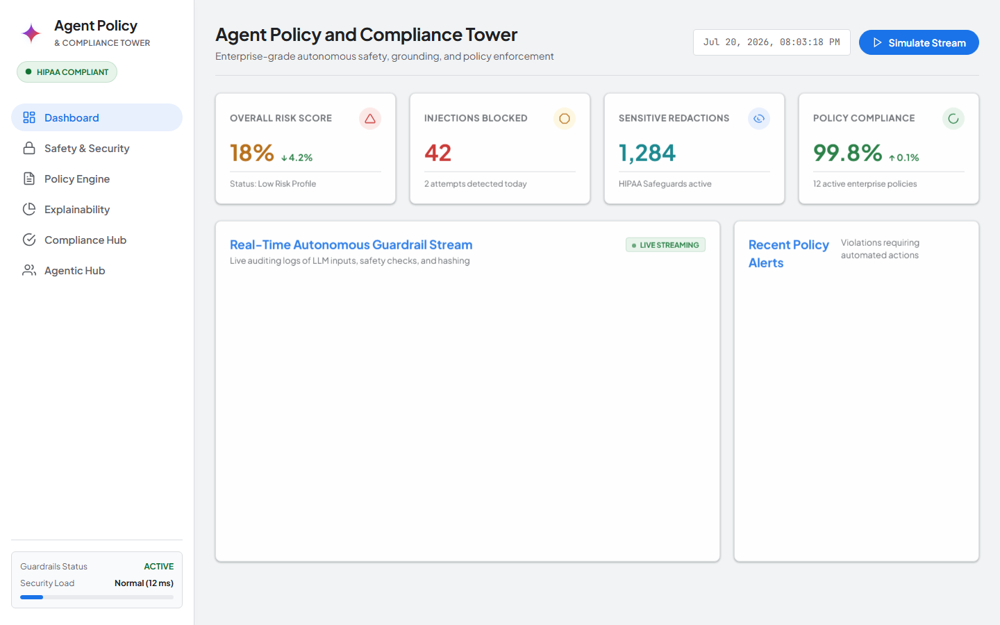 Agent Policy
& COMPLIANCE TOWER
HIPAA COMPLIANT
Dashboard
Safety & Security
Policy Engine
Explainability
Compliance Hub
Agentic Hub
Guardrails Status ACTIVE
Security Load Normal (12 ms)
Agent Policy and Compliance Tower
Enterprise-grade autonomous safety, grounding, and policy enforcement
Jul 20, 2026, 08:03:18 PM
Simulate Stream
OVERALL RISK SCORE
18% ↓ 4.2%
Status: Low Risk Profile
INJECTIONS BLOCKED
42
2 attempts detected today
SENSITIVE REDACTIONS
1,284
HIPAA Safeguards active
POLICY COMPLIANCE
99.8% ↑ 0.1%
12 active enterprise policies
Real-Time Autonomous Guardrail Stream
Live auditing logs of LLM inputs, safety checks, and hashing
LIVE STREAMING
Recent Policy
Alerts
Violations requiring
automated actions